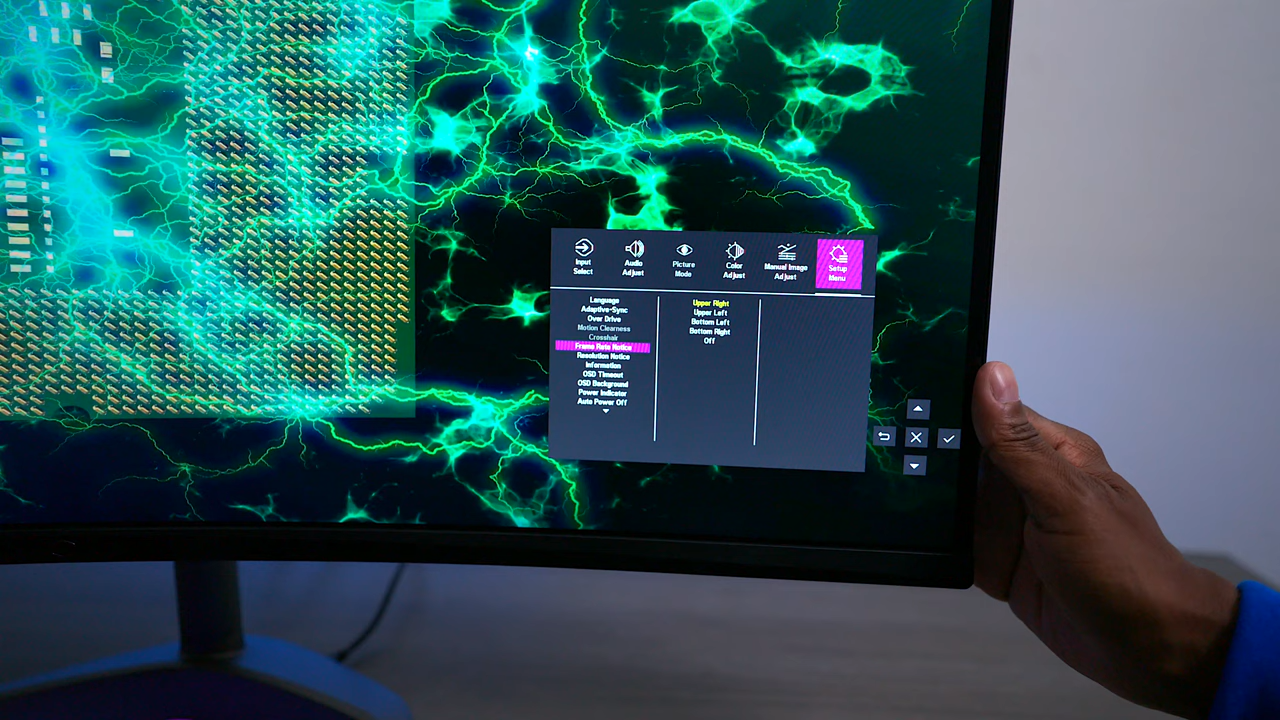 Input
Select
Audio
Adjust
Picture
Mode
Color
Adjust
Manual Image
Adjust
Setup
Menu
Language
Adaptive-Sync
Over Drive
Motion Clearness
Crosshair
Frame Rate Notice
Resolution Notice
Information
OSD Timeout
OSD Background
Power Indicator
Auto Power Off
Upper Right
Upper Left
Bottom Left
Bottom Right
Off